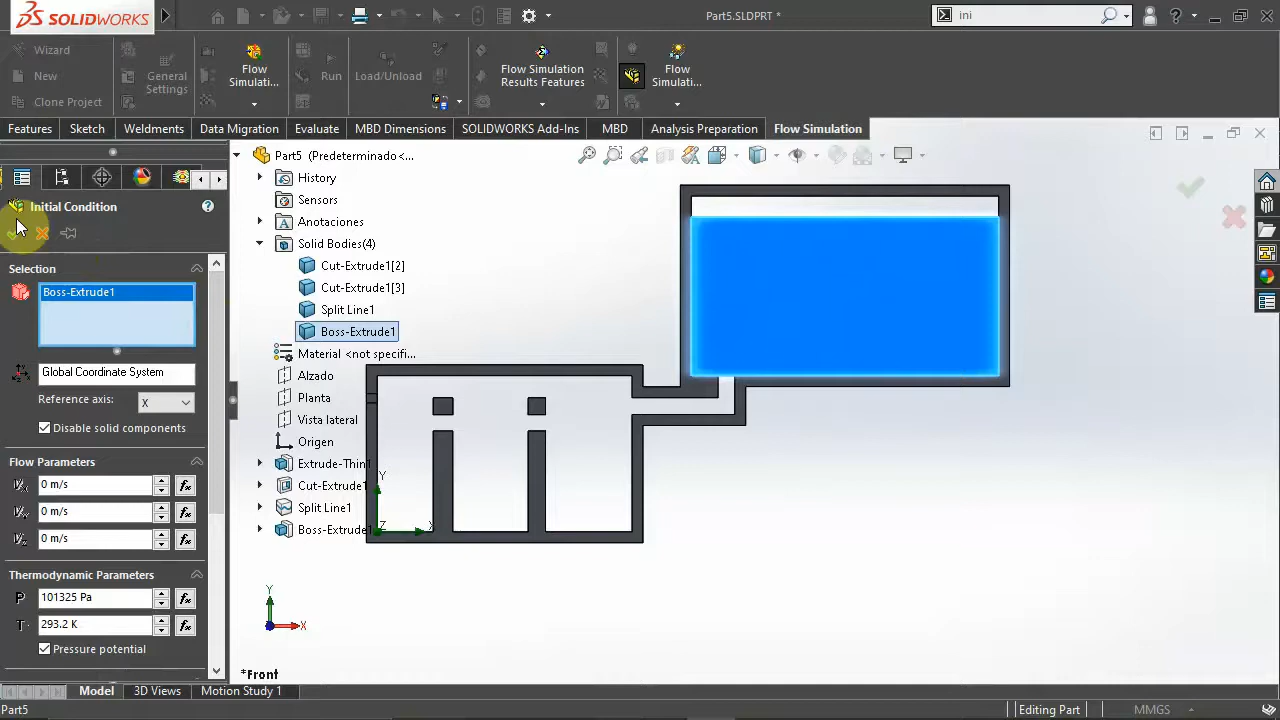 SOLIDWORKS
Part5.SLDPRT *
ini
Wizard
New
Clone Project
General
Settings
Flow
Simulati...
Run
Load/Unload
Flow Simulation
Results Features
Flow
Simulati...
Features
Sketch
Weldments
Data Migration
Evaluate
MBD Dimensions
SOLIDWORKS Add-Ins
MBD
Analysis Preparation
Flow Simulation
Initial Condition
Selection
Boss-Extrude1
Global Coordinate System
Reference axis:
X
Disable solid components
Flow Parameters
0 m/s
0 m/s
0 m/s
Thermodynamic Parameters
P
101325 Pa
T
293.2 K
Pressure potential
Part5 (Predeterminado<...
History
Sensors
Anotaciones
Solid Bodies(4)
Cut-Extrude1[2]
Cut-Extrude1[3]
Split Line1
Boss-Extrude1
Material <not specifi...
Alzado
Planta
Vista lateral
Origen
Extrude-Thin1
Cut-Extrude1
Split Line1
Boss-Extrude1
Y
X
Z
Y
X
*Front
Model
3D Views
Motion Study 1
Part5
Editing Part
MMGS